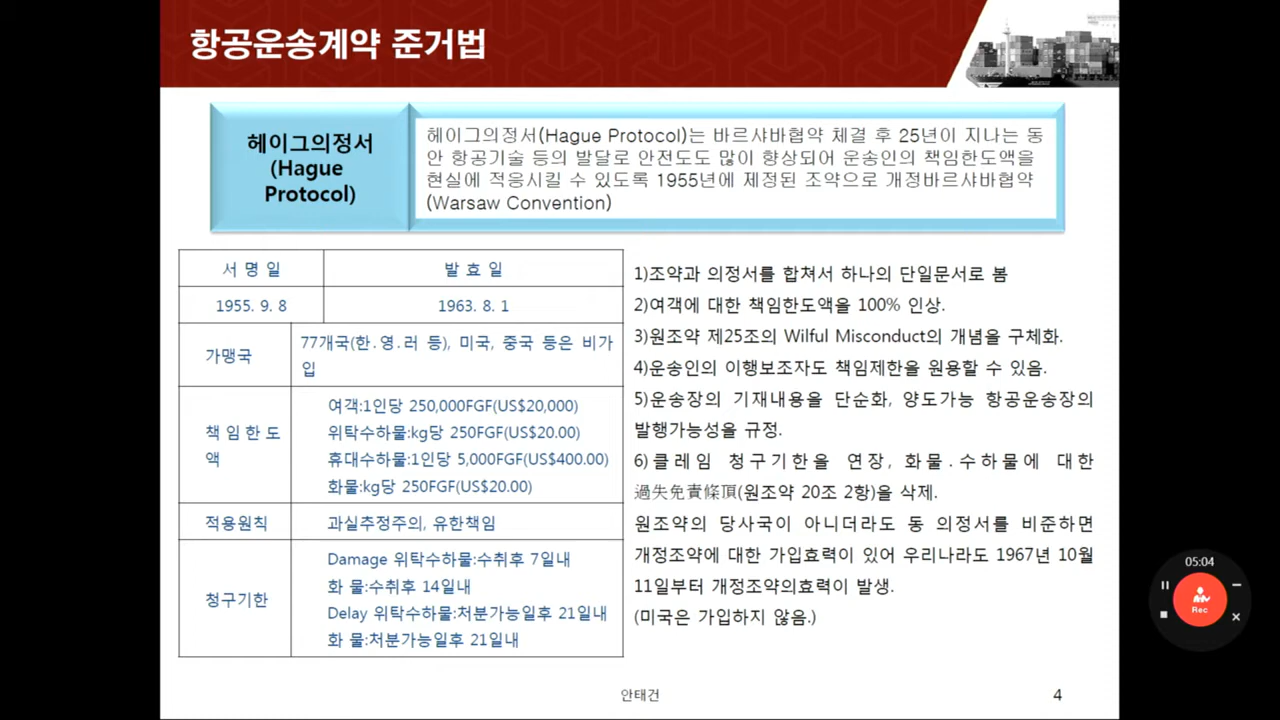 항공운송계약 준거법
헤이그의정서
(Hague
Protocol)
헤이그의정서(Hague Protocol)는 바르샤바협약 체결 후 25년이 지나는 동
안 항공기술 등의 발달로 안전도도 많이 향상되어 운송인의 책임한도액을
현실에 적응시킬 수 있도록 1955년에 제정된 조약으로 개정바르샤바협약
(Warsaw Convention)
서 명 일
발 효 일
1955. 9. 8
1963. 8. 1
가맹국
77개국(한.영.러 등), 미국, 중국 등은 비가
입
책 임 한 도
액
여객:1인당 250,000FGF(US$20,000)
위탁수하물:kg당 250FGF(US$20.00)
휴대수하물:1인당 5,000FGF(US$400.00)
화물:kg당 250FGF(US$20.00)
적용원칙
과실추정주의, 유한책임
청구기한
Damage 위탁수하물:수취후 7일내
화 물:수취후 14일내
Delay 위탁수하물:처분가능일후 21일내
화 물:처분가능일후 21일내
1)조약과 의정서를 합쳐서 하나의 단일문서로 봄
2)여객에 대한 책임한도액을 100% 인상.
3)원조약 제25조의 Wilful Misconduct의 개념을 구체화.
4)운송인의 이행보조자도 책임제한을 원용할 수 있음.
5)운송장의 기재내용을 단순화, 양도가능 항공운송장의
발행가능성을 규정.
6)클레임 청구기한을 연장, 화물.수하물에 대한
過失免責條頂(원조약 20조 2항)을 삭제.
원조약의 당사국이 아니더라도 동 의정서를 비준하면
개정조약에 대한 가입효력이 있어 우리나라도 1967년 10월
11일부터 개정조약의효력이 발생.
(미국은 가입하지 않음.)
안태건
4
05:04
Rec